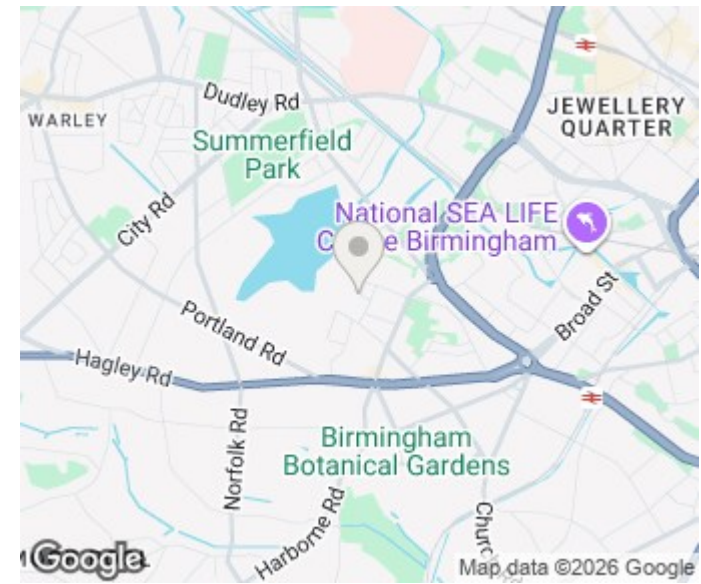 Dudley Rd
JEWELLERY
QUARTER
WARLEY
Summerfield
Park
City Rd
National SEA LIFE
Birmingham
Broad St
Portland Rd
Hagley Rd
Norfolk Rd
Birmingham
Botanical Gardens
Harborne Rd
Google
Map data ©2026 Google